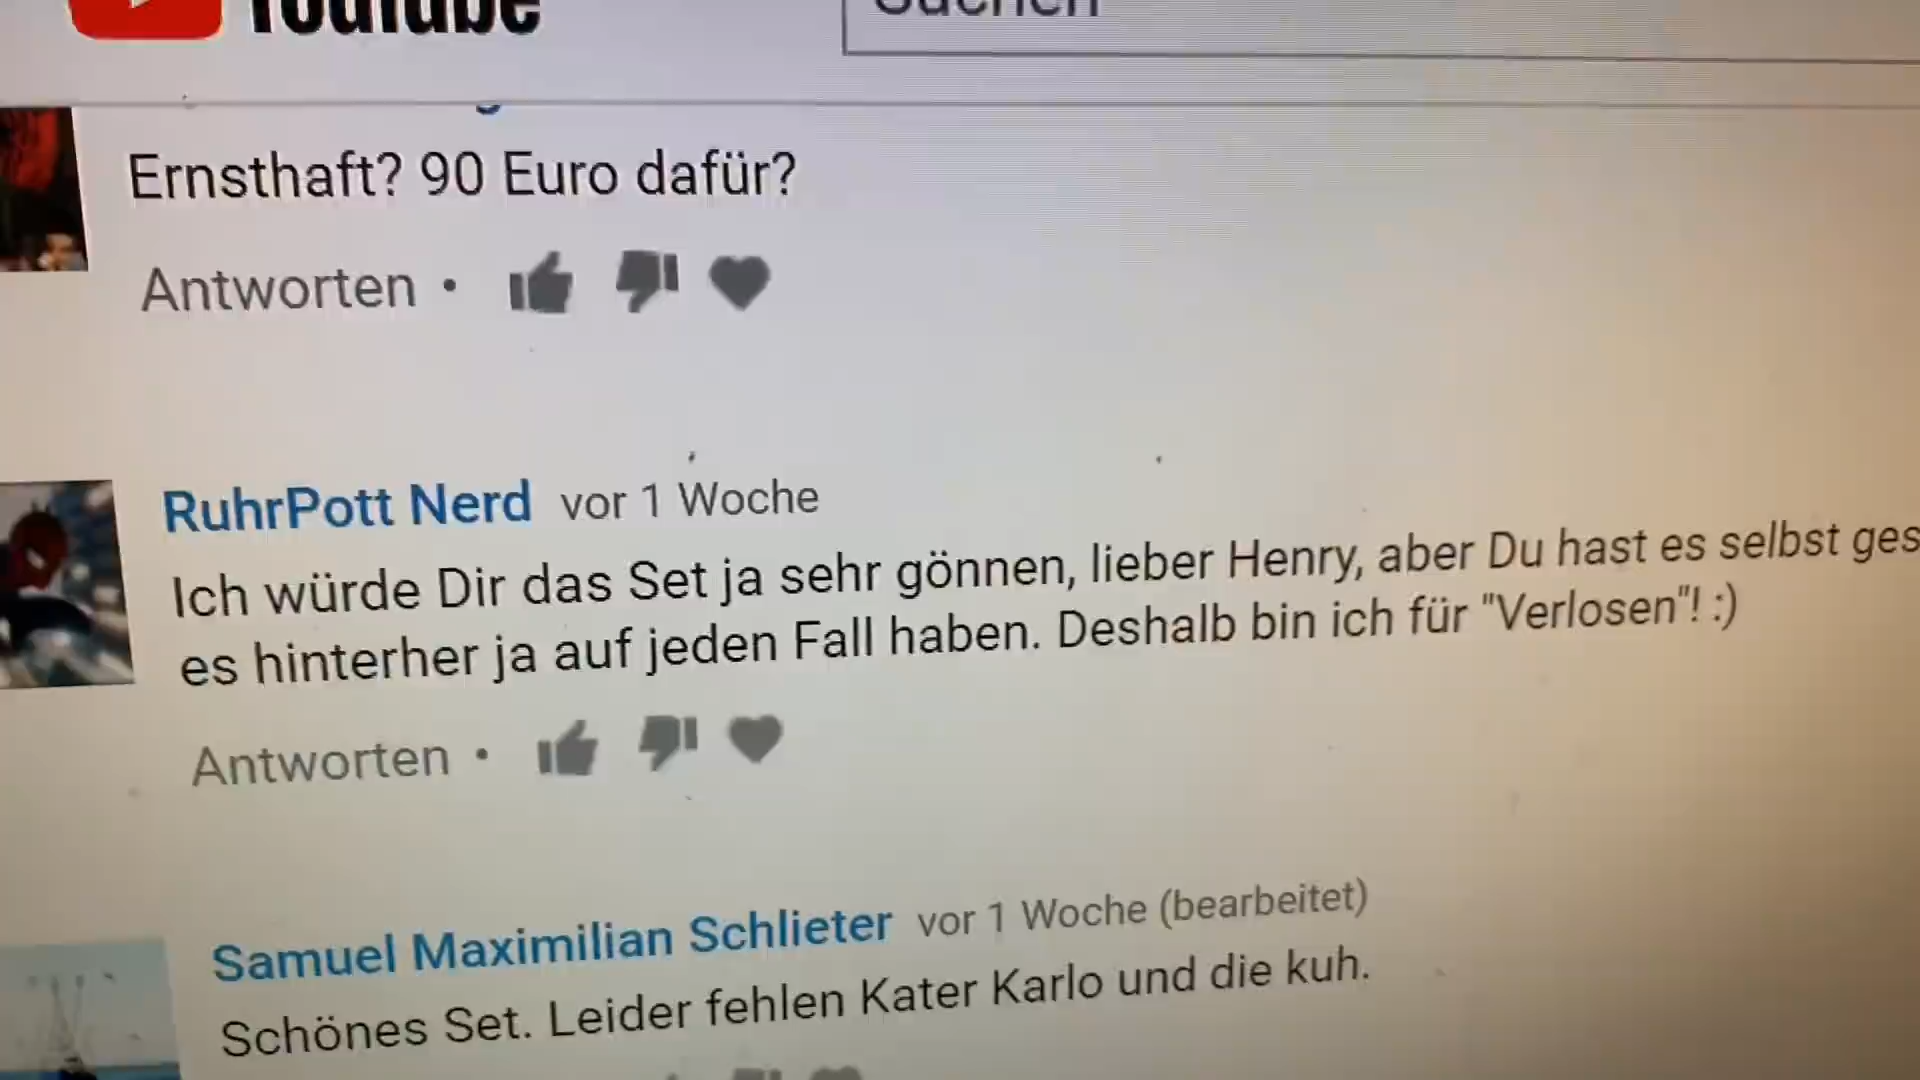 YouTube
Suchen
Ernsthaft? 90 Euro dafür?
Antworten •
RuhrPott Nerd vor 1 Woche
Ich würde Dir das Set ja sehr gönnen, lieber Henry, aber Du hast es selbst ges
es hinterher ja auf jeden Fall haben. Deshalb bin ich für "Verlosen"! :)
Antworten •
Samuel Maximilian Schlieter vor 1 Woche (bearbeitet)
Schönes Set. Leider fehlen Kater Karlo und die kuh.